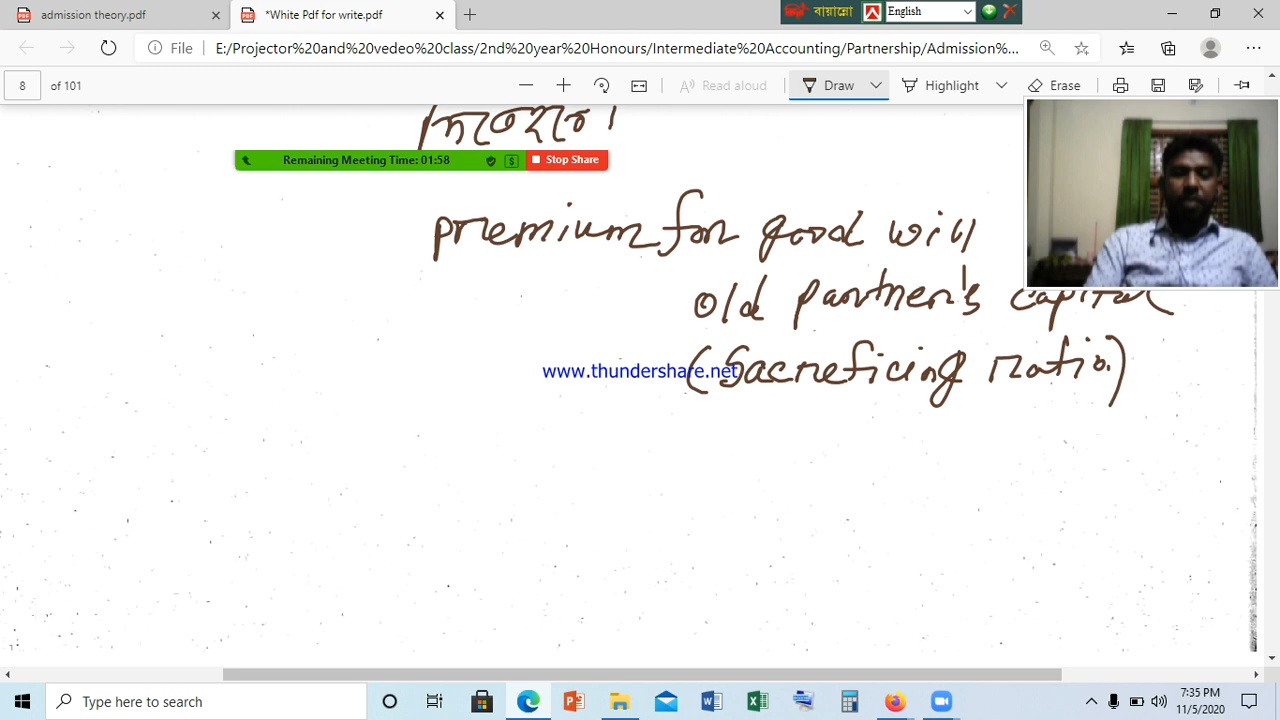 admission entry.pdf
*White Pdf for write.pdf
বায়ান্নো
English
File
E:/Projector%20and%20vedeo%20class/2nd%20year%20Honours/Intermediate%20Accounting/Partnership/Admission%...
8 of 101
Read aloud
Draw
Highlight
Erase
Remaining Meeting Time: 01:58
Stop Share
premium for good will
old partner's capital
www.thundershare.net
(Sacreficing ratio)
Type here to search
7:35 PM
11/5/2020